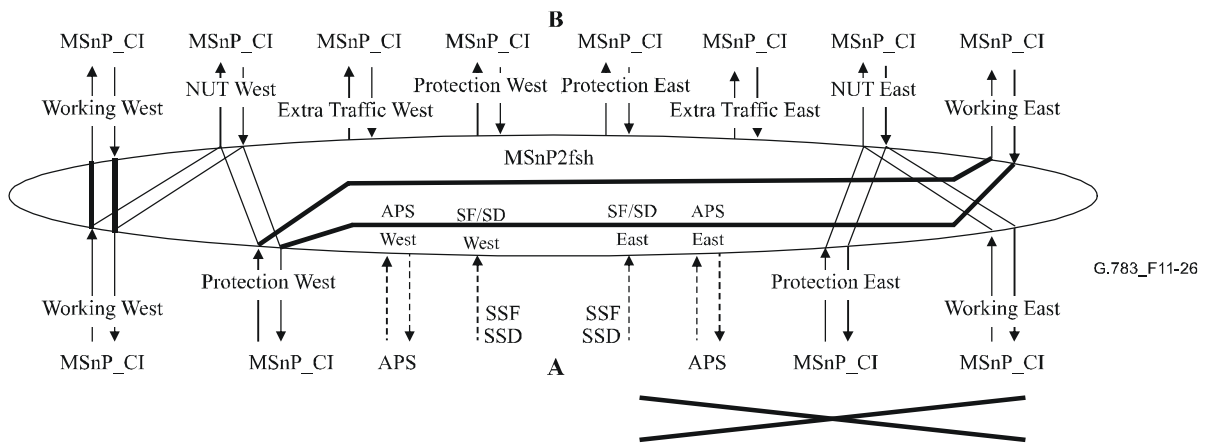 B
MSnP_CI MSnP_CI MSnP_CI MSnP_CI MSnP_CI MSnP_CI MSnP_CI MSnP_CI
Working West NUT West Extra Traffic West Protection West Protection East Extra Traffic East NUT East Working East
MSnP2fsh
APS West SF/SD West SF/SD East APS East
G.783_F11-26
Working West Protection West SSF SSD SSF SSD Protection East Working East
MSnP_CI MSnP_CI APS A APS MSnP_CI MSnP_CI